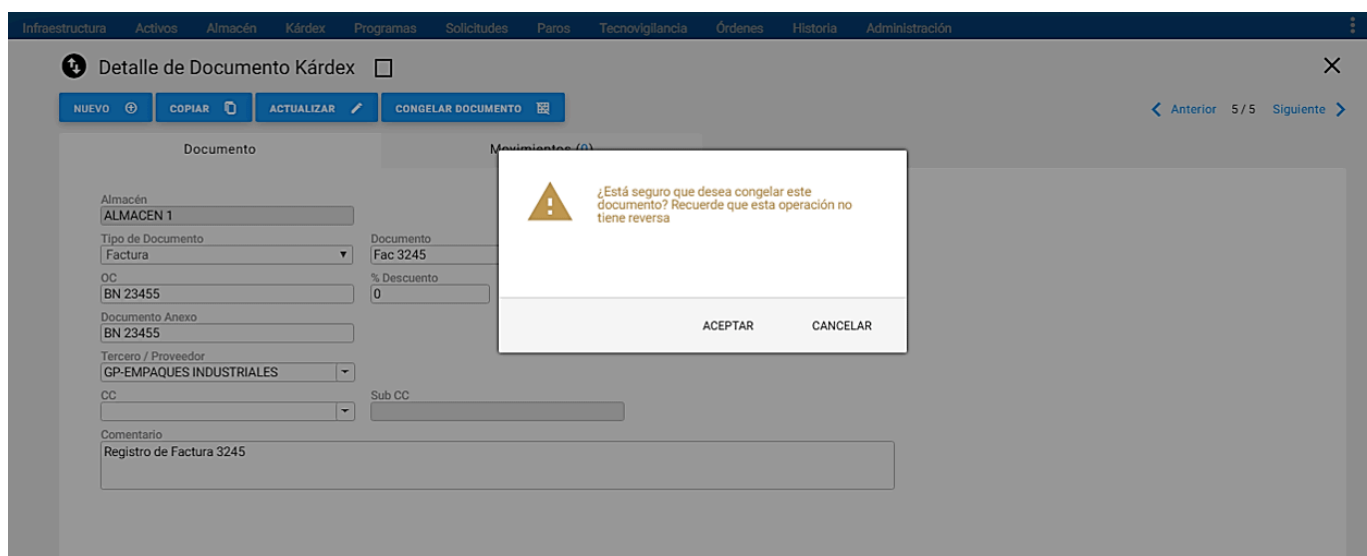 Infraestructura Activos Almacén Kárdex Programas Solicitudes Paros Tecnovigilancia Órdenes Historia Administración
Detalle de Documento Kárdex
NUEVO COPIAR ACTUALIZAR CONGELAR DOCUMENTO Anterior 5 / 5 Siguiente
Documento Movimientos (0)
¿Está seguro que desea congelar este
documento? Recuerde que esta operación no
tiene reversa
ACEPTAR CANCELAR
Almacén
ALMACEN 1
Tipo de Documento Documento
Factura Fac 3245
OC % Descuento
BN 23455 0
Documento Anexo
BN 23455
Tercero / Proveedor
GP-EMPAQUES INDUSTRIALES
CC Sub CC
Comentario
Registro de Factura 3245